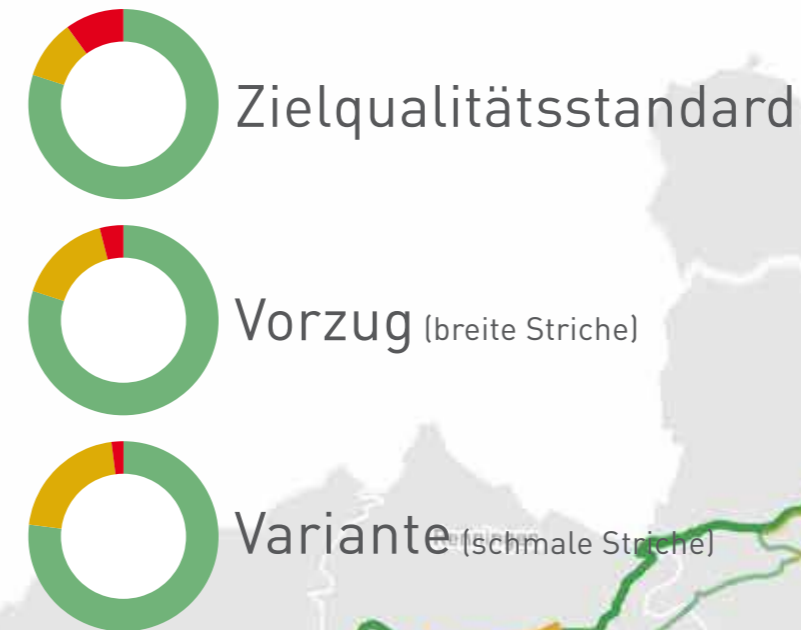 Zielqualitätsstandard
Vorzug (breite Striche)
Variante (schmale Striche)